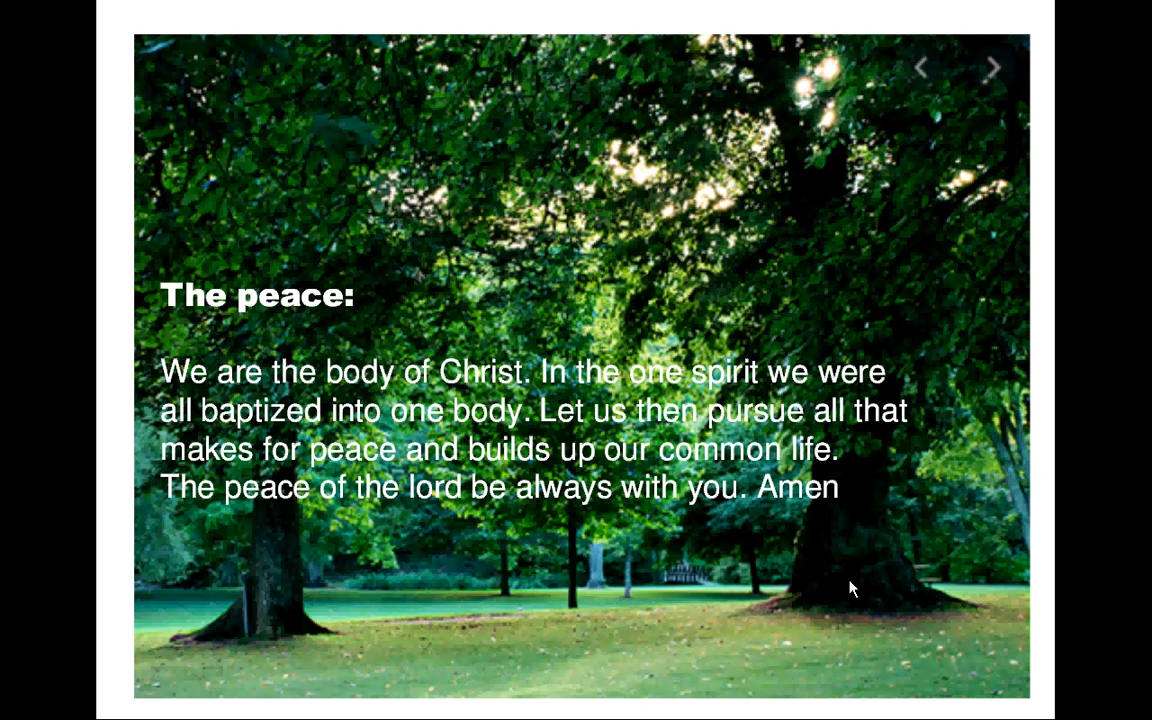 The peace:
We are the body of Christ. In the one spirit we were
all baptized into one body. Let us then pursue all that
makes for peace and builds up our common life.
The peace of the lord be always with you. Amen